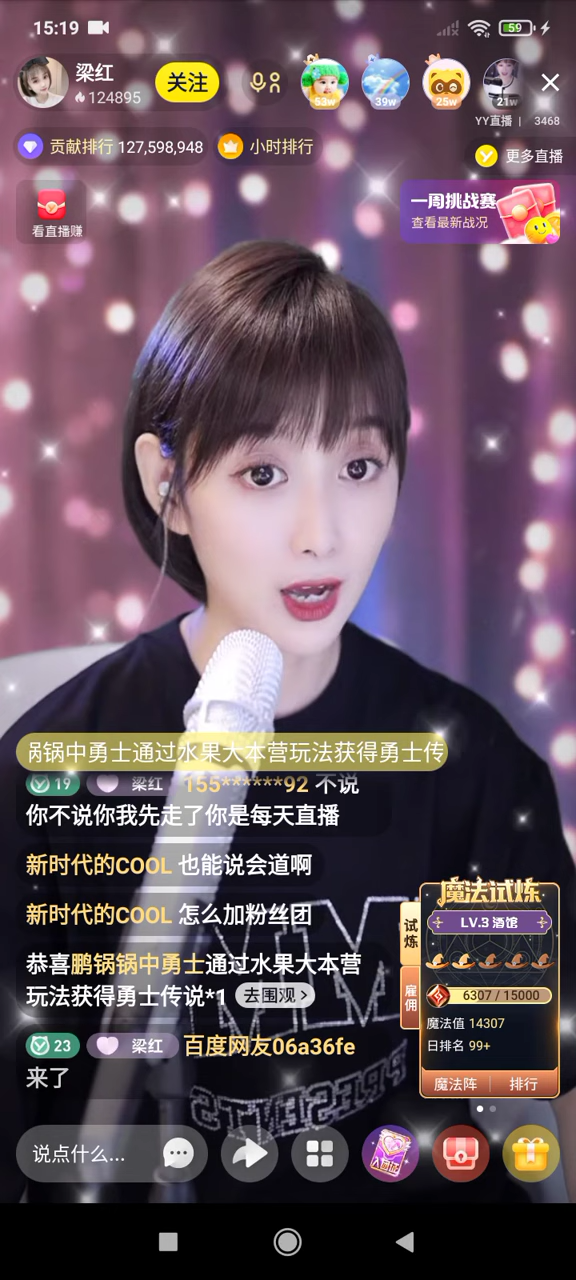 15:19
59
梁红
124895
关注
53w
39w
25w
21w
YY直播 | 3468
贡献排行 127,598,948
小时排行
更多直播
看直播赚
一周挑战赛
查看最新战况
锅中勇士通过水果大本营玩法获得勇士传
19 梁红 155******92 不说
你不说你我先走了你是每天直播
新时代的COOL 也能说会道啊
新时代的COOL 怎么加粉丝团
恭喜鹏锅锅中勇士通过水果大本营
玩法获得勇士传说*1 去围观 >
23 梁红 百度网友06a36fe
来了
魔法试炼
试炼
LV.3 酒馆
雇佣
6307 / 15000
魔法值 14307
日排名 99+
魔法阵 排行
PRESENTS
说点什么...